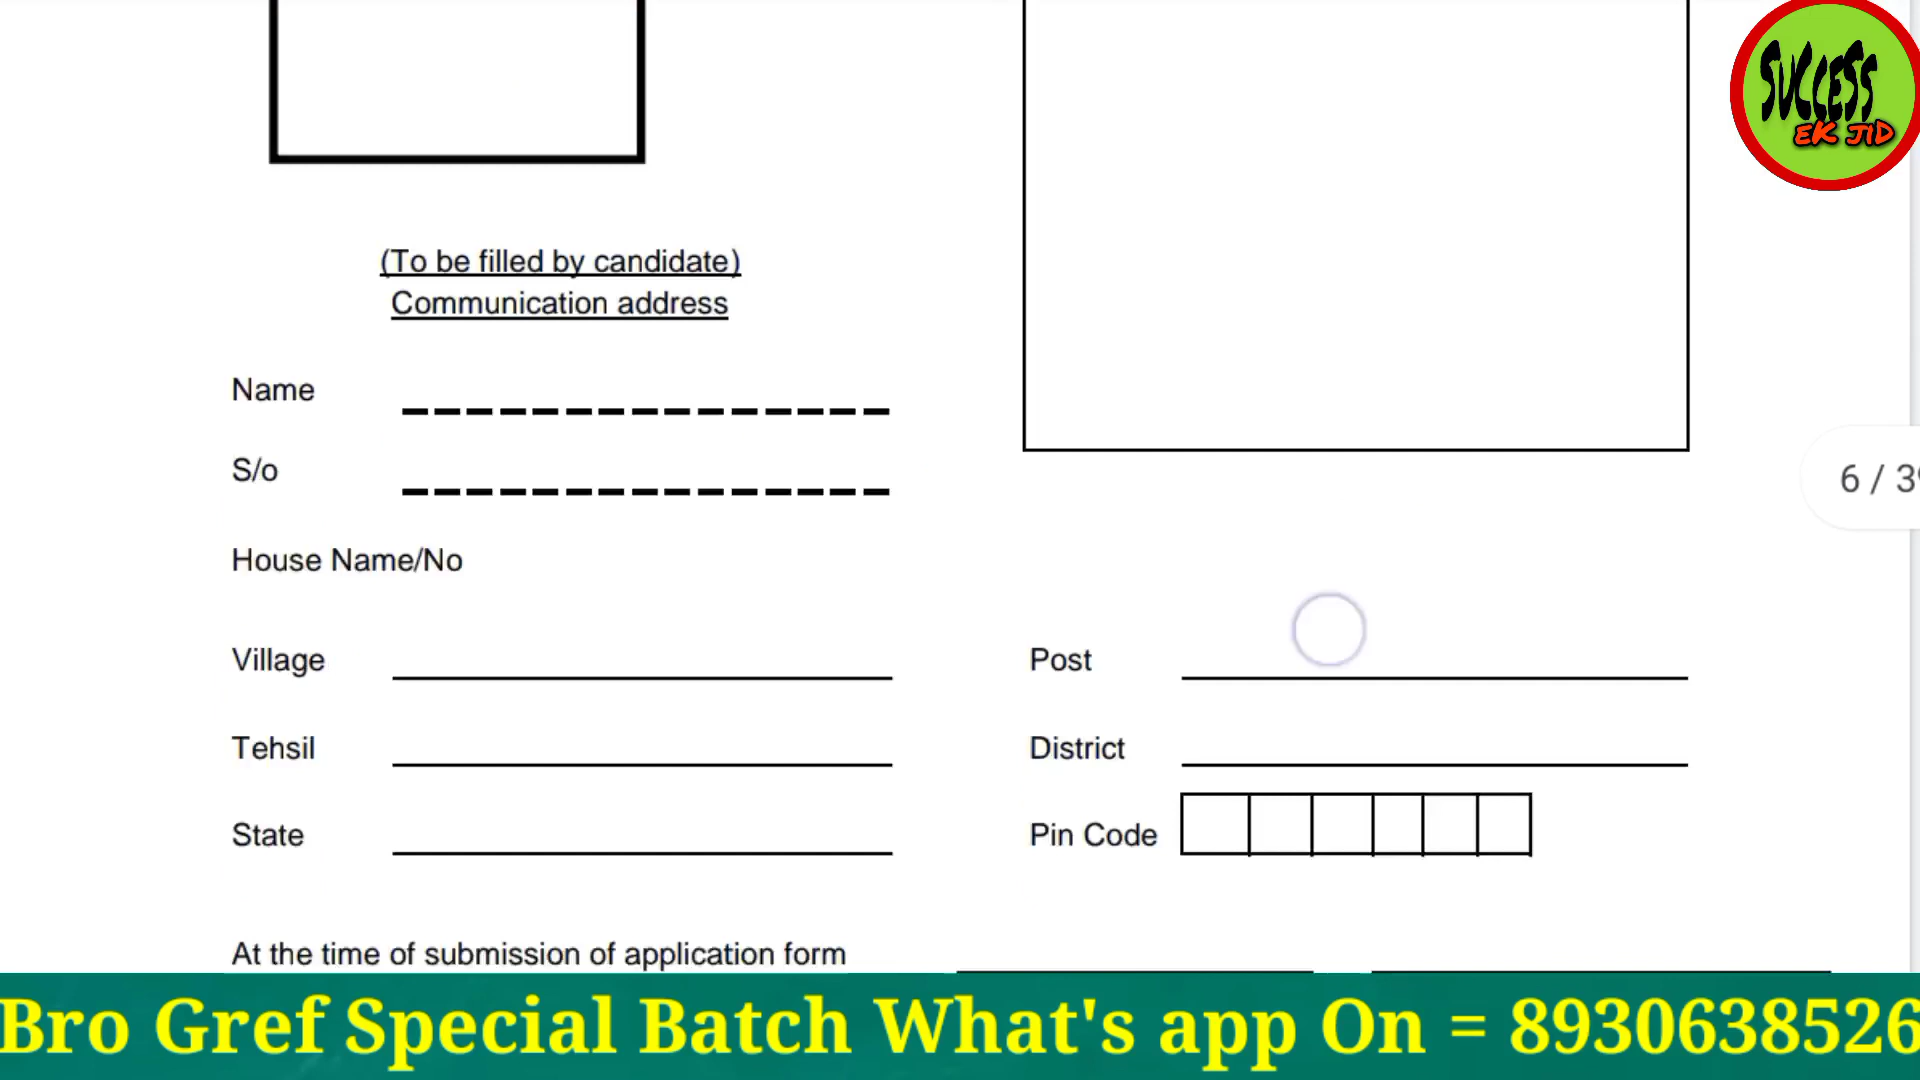 SUCCESS
EK JID
(To be filled by candidate)
Communication address
Name
S/o
House Name/No
Village
Post
Tehsil
District
State
Pin Code
At the time of submission of application form
6 / 39
Bro Gref Special Batch What's app On = 8930638526